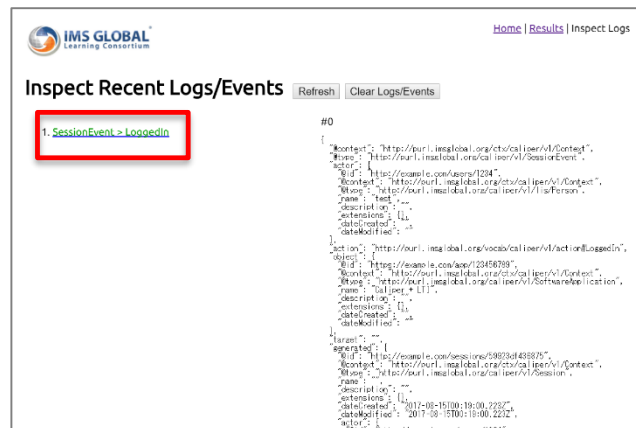 IMS GLOBAL
Learning Consortium
Home | Results | Inspect Logs
Inspect Recent Logs/Events Refresh Clear Logs/Events
1. SessionEvent > LoggedIn
#0
{
"@context": "http://purl.imsglobal.org/ctx/caliper/v1/Context",
"@type": "http://purl.imsglobal.org/caliper/v1/SessionEvent",
"actor": {
"@id": "http://example.com/users/1234",
"@context": "http://purl.imsglobal.org/ctx/caliper/v1/Context",
"@type": "http://purl.imsglobal.org/caliper/v1/lis/Person",
"name": "test",
"description": "",
"extensions": [],
"dateCreated": "",
"dateModified": ""
},
"action": "http://purl.imsglobal.org/vocab/caliper/v1/action#LoggedIn",
"object": {
"@id": "https://example.com/app/123456789",
"@context": "http://purl.imsglobal.org/ctx/caliper/v1/Context",
"@type": "http://purl.imsglobal.org/caliper/v1/SoftwareApplication",
"name": "Caliper + LTI",
"description": "",
"extensions": [],
"dateCreated": "",
"dateModified": ""
},
"target": "",
"generated": {
"@id": "http://example.com/sessions/59823d1436875",
"@context": "http://purl.imsglobal.org/ctx/caliper/v1/Context",
"@type": "http://purl.imsglobal.org/caliper/v1/Session",
"name": "",
"description": "",
"extensions": [],
"dateCreated": "2017-08-15T00:19:00.223Z",
"dateModified": "2017-08-15T00:19:00.223Z",
"actor": {